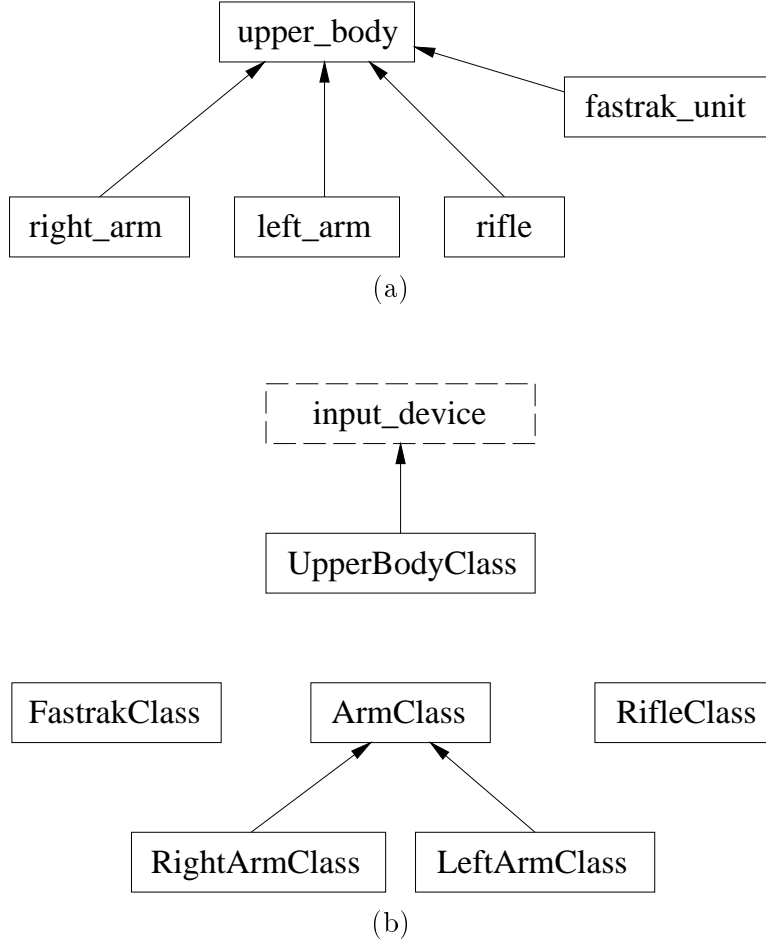 upper_body
fastrak_unit
right_arm
left_arm
rifle
(a)
input_device
UpperBodyClass
FastrakClass
ArmClass
RifleClass
RightArmClass
LeftArmClass
(b)